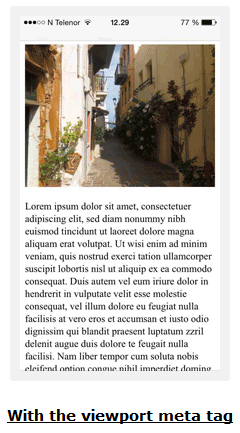 ●●●○○ N Telenor 12.29 77 %
Lorem ipsum dolor sit amet, consectetuer
adipiscing elit, sed diam nonummy nibh
euismod tincidunt ut laoreet dolore magna
aliquam erat volutpat. Ut wisi enim ad minim
veniam, quis nostrud exerci tation ullamcorper
suscipit lobortis nisl ut aliquip ex ea commodo
consequat. Duis autem vel eum iriure dolor in
hendrerit in vulputate velit esse molestie
consequat, vel illum dolore eu feugiat nulla
facilisis at vero eros et accumsan et iusto odio
dignissim qui blandit praesent luptatum zzril
delenit augue duis dolore te feugait nulla
facilisi. Nam liber tempor cum soluta nobis
eleifend option congue nihil imperdiet doming
With the viewport meta tag